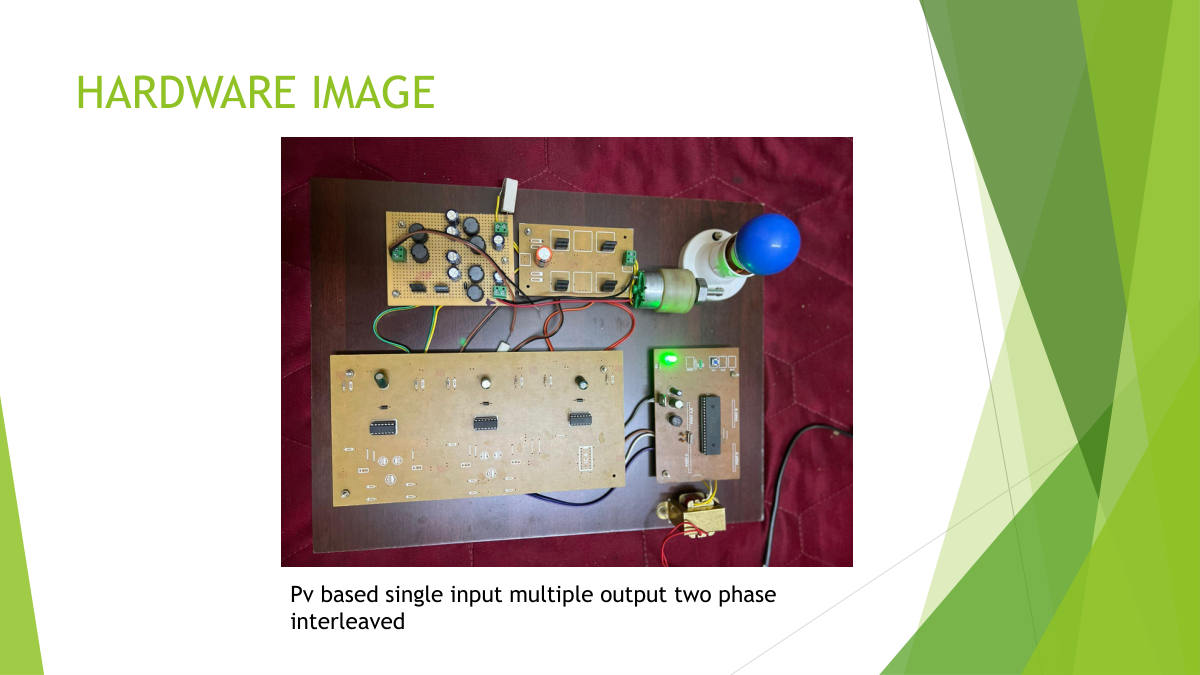 HARDWARE IMAGE
Pv based single input multiple output two phase
interleaved